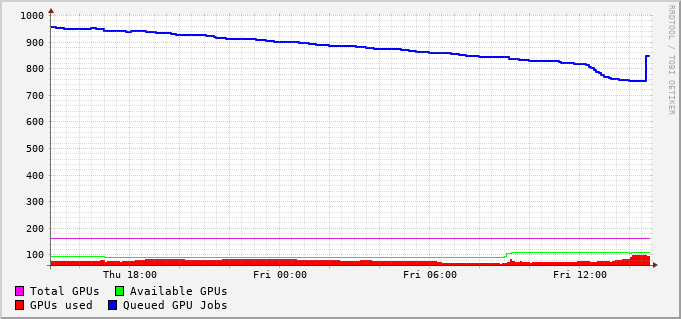 RRDTOOL / TOBI OETIKER
1000
900
800
700
600
500
400
300
200
100
Thu 18:00 Fri 00:00 Fri 06:00 Fri 12:00
Total GPUs Available GPUs
GPUs used Queued GPU Jobs